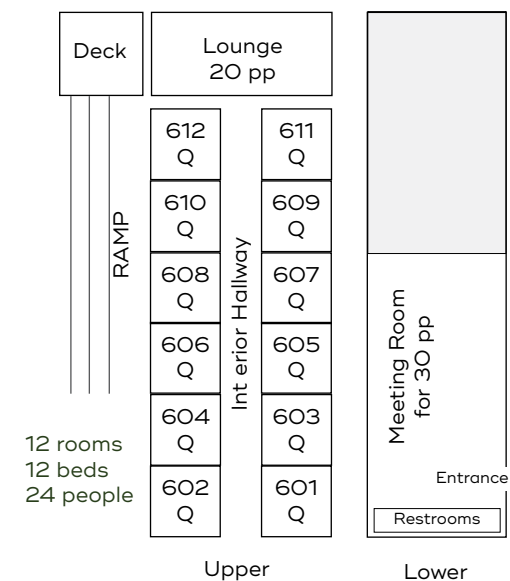 Deck
Lounge
20 pp
612
Q
611
Q
610
Q
609
Q
RAMP
608
Q
Int erior Hallway
607
Q
606
Q
605
Q
604
Q
603
Q
602
Q
601
Q
12 rooms
12 beds
24 people
Upper
Meeting Room
for 30 pp
Entrance
Restrooms
Lower